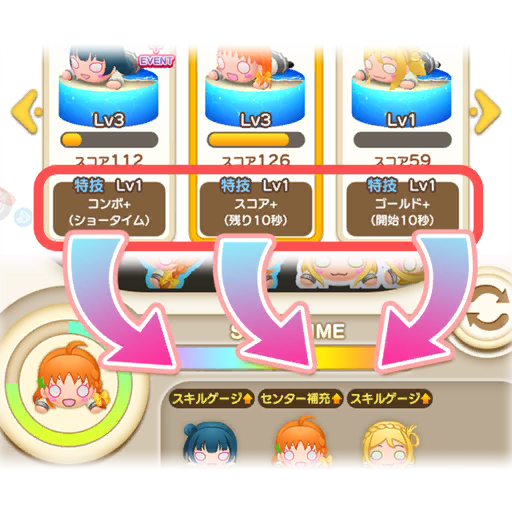 EVENT
Lv3
Lv3
Lv1
スコア112
スコア126
スコア59
特技 Lv1
コンボ+
(ショータイム)
特技 Lv1
スコア+
(残り10秒)
特技 Lv1
ゴールド+
(開始10秒)
スキルゲージ
センター補充
スキルゲージ